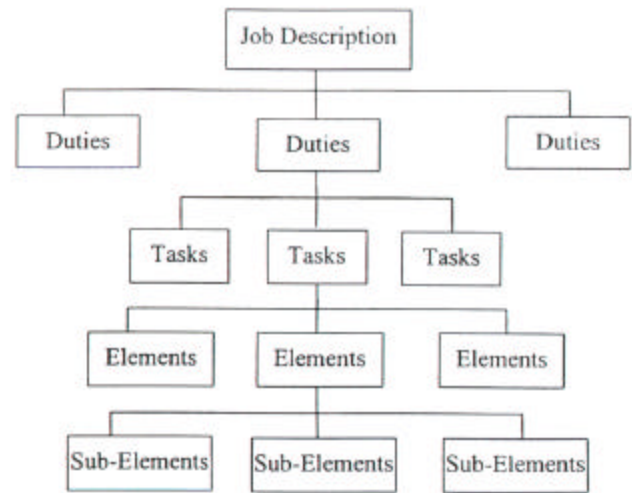 Job Description
Duties
Duties
Duties
Tasks
Tasks
Tasks
Elements
Elements
Elements
Sub-Elements
Sub-Elements
Sub-Elements